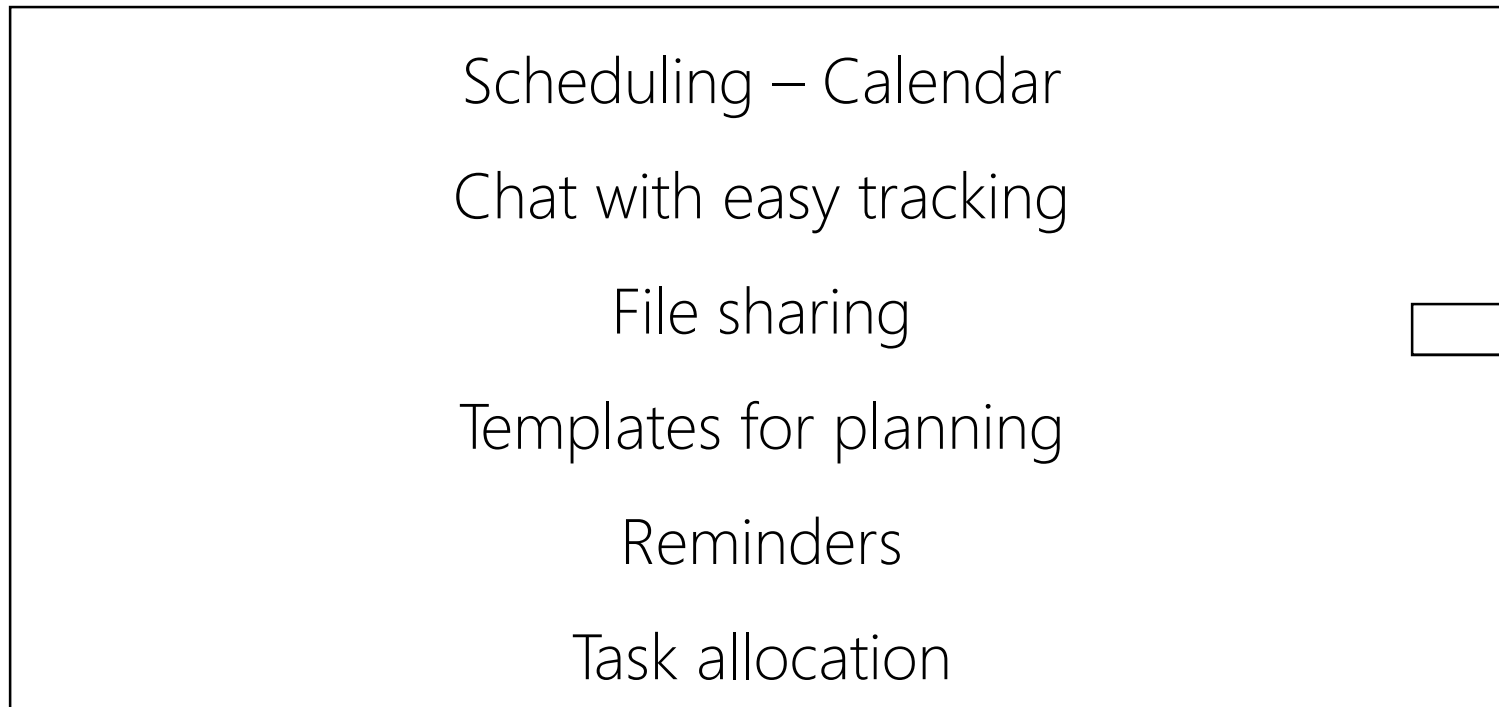 Scheduling – Calendar
Chat with easy tracking
File sharing
Templates for planning
Reminders
Task allocation